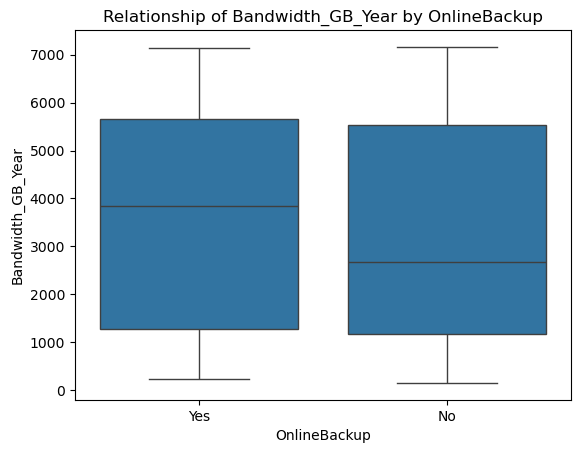 Relationship of Bandwidth_GB_Year by OnlineBackup
7000
6000
5000
4000
3000
2000
1000
0
Bandwidth_GB_Year
Yes
No
OnlineBackup